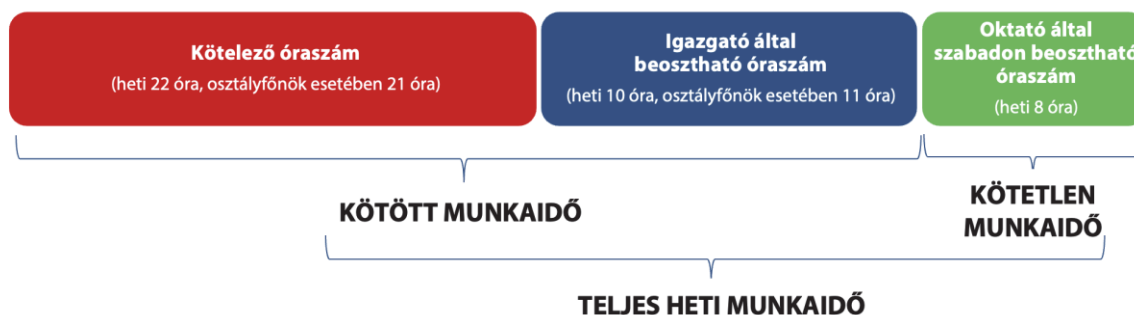 Kötelező óraszám
(heti 22 óra, osztályfőnök esetében 21 óra)
Igazgató által
beosztható óraszám
(heti 10 óra, osztályfőnök esetében 11 óra)
Oktató által
szabadon beosztható
óraszám
(heti 8 óra)
KÖTÖTT MUNKAIDŐ
KÖTETLEN
MUNKAIDŐ
TELJES HETI MUNKAIDŐ